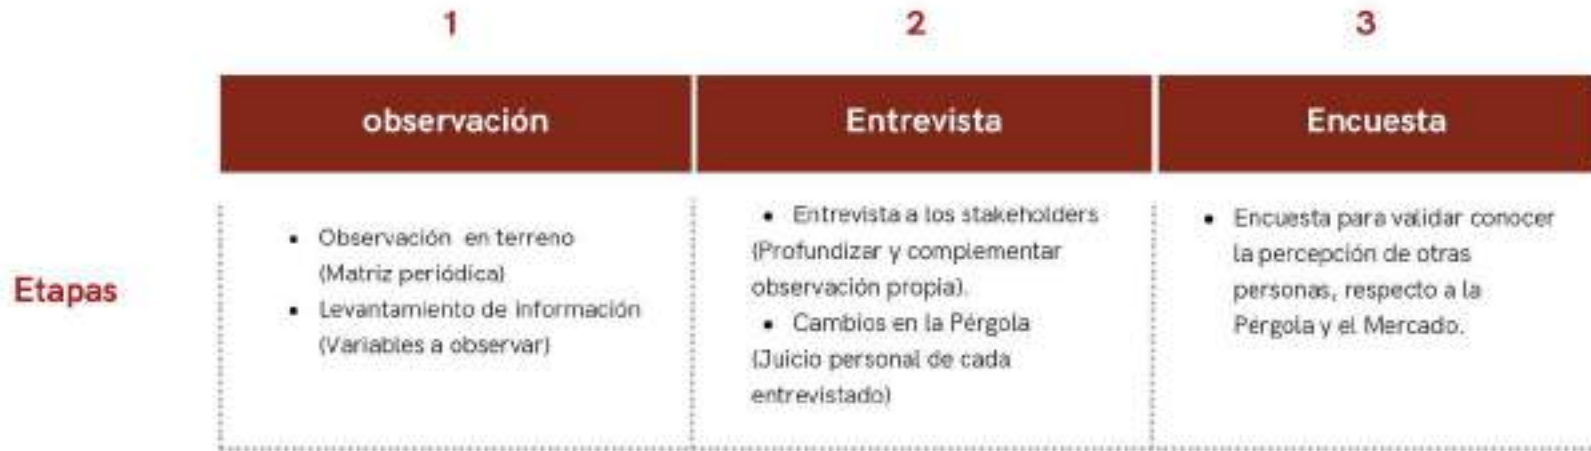 1
2
3
observación
Entrevista
Encuesta
Etapas
• Observación en terreno
(Matriz periódica)
• Levantamiento de información
(Variables a observar)
• Entrevista a los stakeholders
(Profundizar y complementar
observación propia).
• Cambios en la Pérgola
(Juicio personal de cada
entrevistado)
• Encuesta para validar conocer
la percepción de otras
personas, respecto a la
Pérgola y el Mercado.